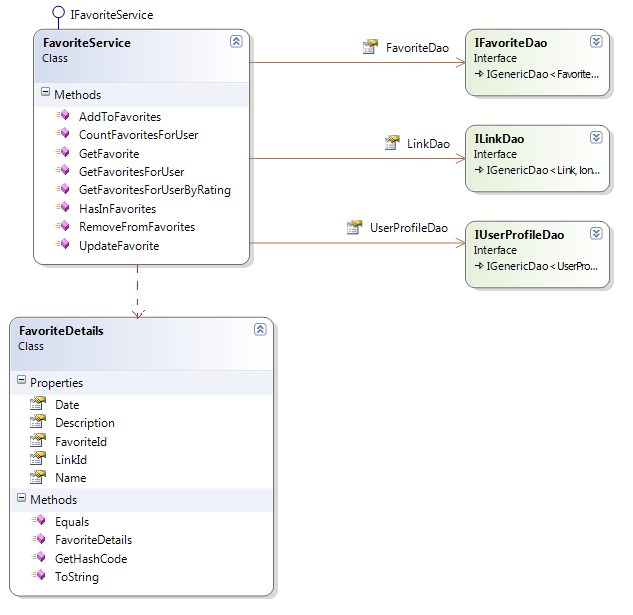 IFavoriteService
FavoriteService
Class
Methods
AddToFavorites
CountFavoritesForUser
GetFavorite
GetFavoritesForUser
GetFavoritesForUserByRating
HasInFavorites
RemoveFromFavorites
UpdateFavorite
FavoriteDao
IFavoriteDao
Interface
IGenericDao<Favorite...
LinkDao
ILinkDao
Interface
IGenericDao<Link, lon...
UserProfileDao
IUserProfileDao
Interface
IGenericDao<UserPro...
FavoriteDetails
Class
Properties
Date
Description
FavoriteId
LinkId
Name
Methods
Equals
FavoriteDetails
GetHashCode
ToString